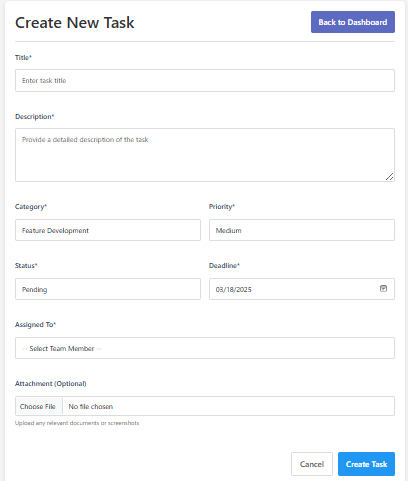 Create New Task
Back to Dashboard
Title*
Enter task title
Description*
Provide a detailed description of the task
Category*
Priority*
Feature Development
Medium
Status*
Deadline*
Pending
03/18/2025
Assigned To*
-- Select Team Member --
Attachment (Optional)
Choose File No file chosen
Upload any relevant documents or screenshots
Cancel
Create Task